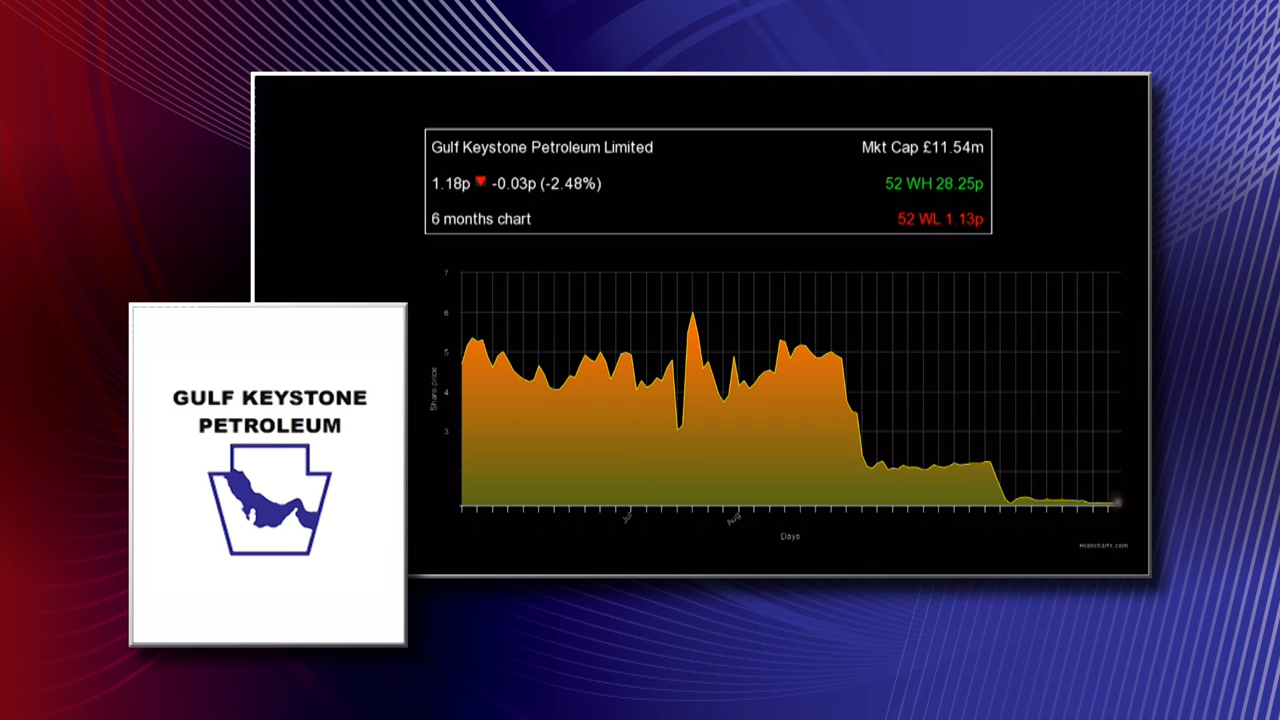 Gulf Keystone Petroleum Limited
Mkt Cap £11.54m
1.18p -0.03p (-2.48%)
52 WH 28.25p
6 months chart
52 WL 1.13p
7
6
5
4
3
Share price
Jul
Aug
Days
Highcharts.com
GULF KEYSTONE
PETROLEUM